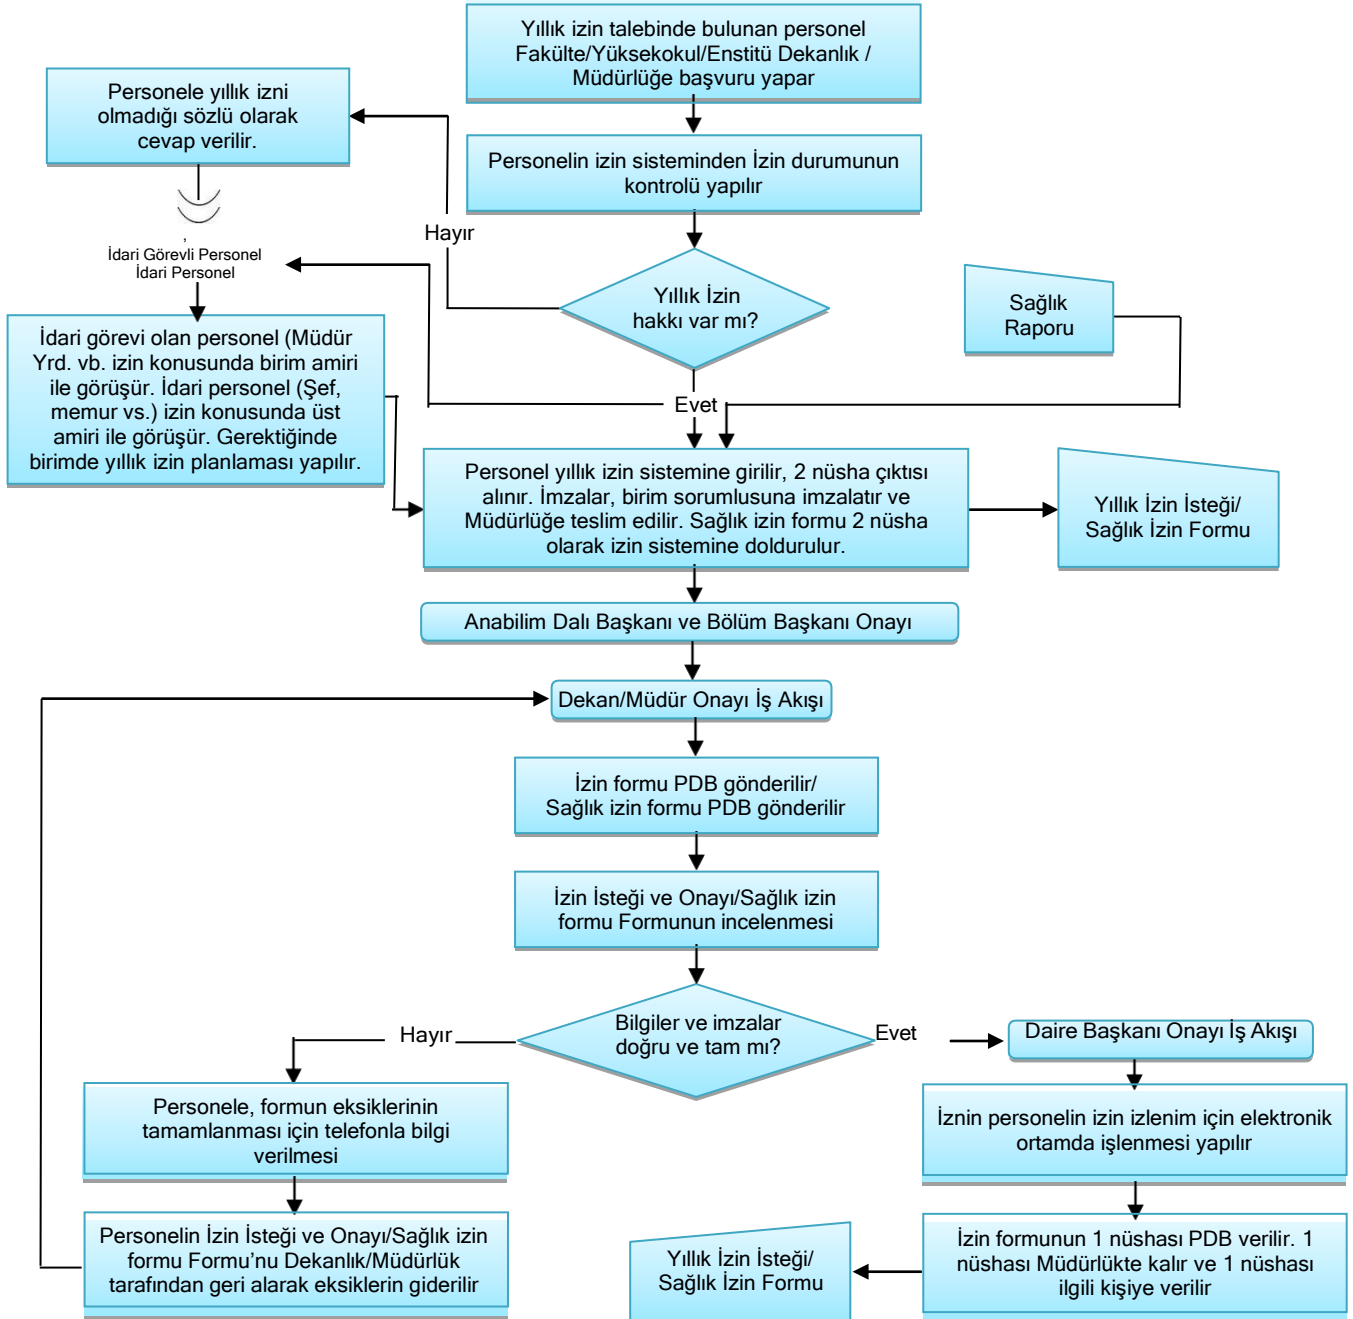 Yıllık izin talebinde bulunan personel
Fakülte/Yüksekokul/Enstitü Dekanlık /
Müdürlüğe başvuru yapar
Personele yıllık izni
olmadığı sözlü olarak
cevap verilir.
Personelin izin sisteminden İzin durumunun
kontrolü yapılır
Hayır
,
İdari Görevli Personel
İdari Personel
Yıllık İzin
hakkı var mı?
Sağlık
Raporu
İdari görevi olan personel (Müdür
Yrd. vb. izin konusunda birim amiri
ile görüşür. İdari personel (Şef,
memur vs.) izin konusunda üst
amiri ile görüşür. Gerektiğinde
birimde yıllık izin planlaması yapılır.
Evet
Personel yıllık izin sistemine girilir, 2 nüsha çıktısı
alınır. İmzalar, birim sorumlusuna imzalatır ve
Müdürlüğe teslim edilir. Sağlık izin formu 2 nüsha
olarak izin sistemine doldurulur.
Yıllık İzin İsteği/
Sağlık İzin Formu
Anabilim Dalı Başkanı ve Bölüm Başkanı Onayı
Dekan/Müdür Onayı İş Akışı
İzin formu PDB gönderilir/
Sağlık izin formu PDB gönderilir
İzin İsteği ve Onayı/Sağlık izin
formu Formunun incelenmesi
Bilgiler ve imzalar
doğru ve tam mı?
Hayır
Evet
Daire Başkanı Onayı İş Akışı
Personele, formun eksiklerinin
tamamlanması için telefonla bilgi
verilmesi
İznin personelin izin izlenim için elektronik
ortamda işlenmesi yapılır
Personelin İzin İsteği ve Onayı/Sağlık izin
formu Formu’nu Dekanlık/Müdürlük
tarafından geri alarak eksiklerin giderilir
Yıllık İzin İsteği/
Sağlık İzin Formu
İzin formunun 1 nüshası PDB verilir. 1
nüshası Müdürlükte kalır ve 1 nüshası
ilgili kişiye verilir